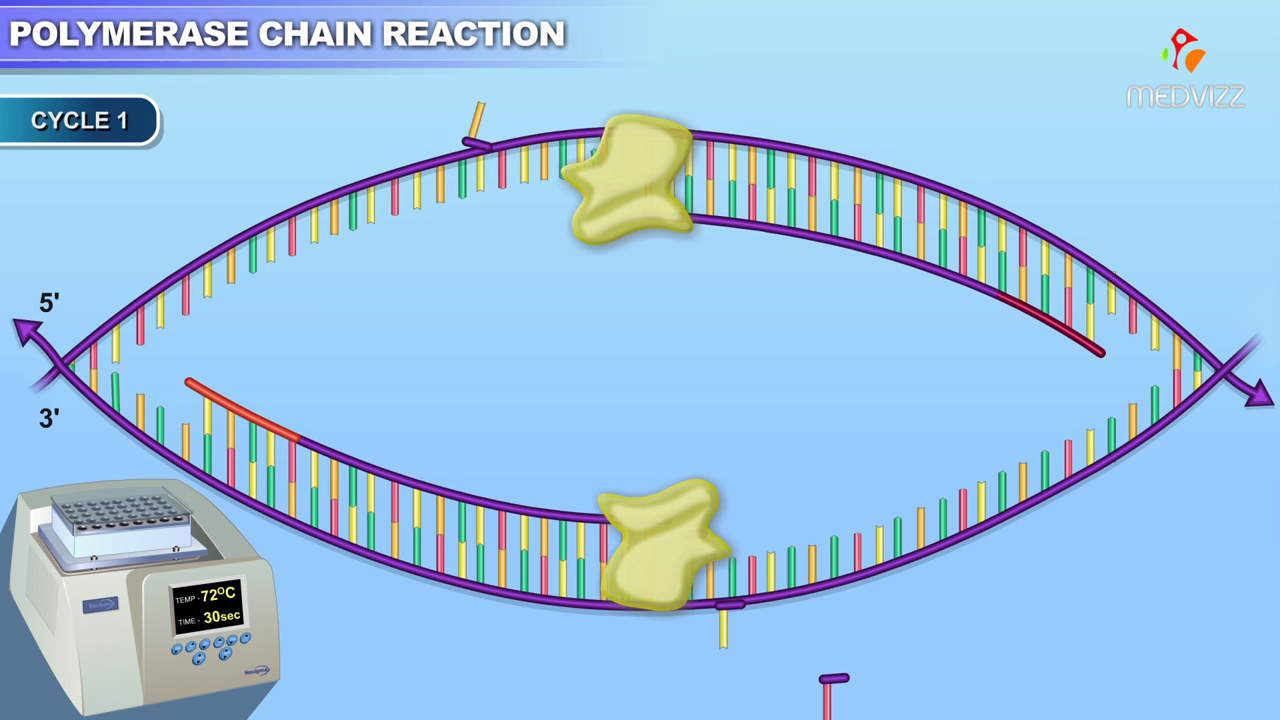 POLYMERASE CHAIN REACTION
MEDVIZZ
CYCLE 1
5'
3'
TEMP - 72°C
TIME - 30sec